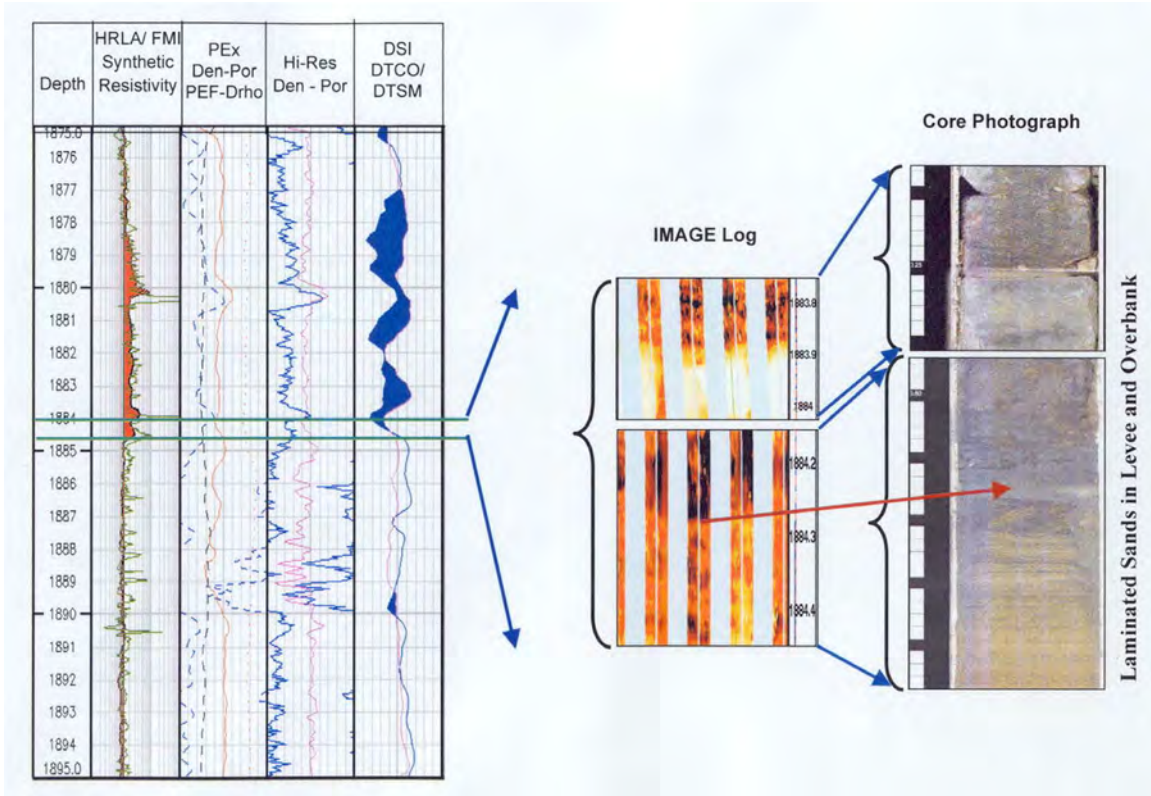 Depth
HRLA/ FMI
Synthetic
Resistivity
PEx
Den-Por
PEF-Drho
Hi-Res
Den - Por
DSI
DTCO/
DTSM
1875.0
1876
1877
1878
1879
1880
1881
1882
1883
1884
1885
1886
1887
1888
1889
1890
1891
1892
1893
1894
1895.0
IMAGE Log
1883.9
1884
1884.2
1884.3
1884.4
Core Photograph
Laminated Sands in Levee and Overbank